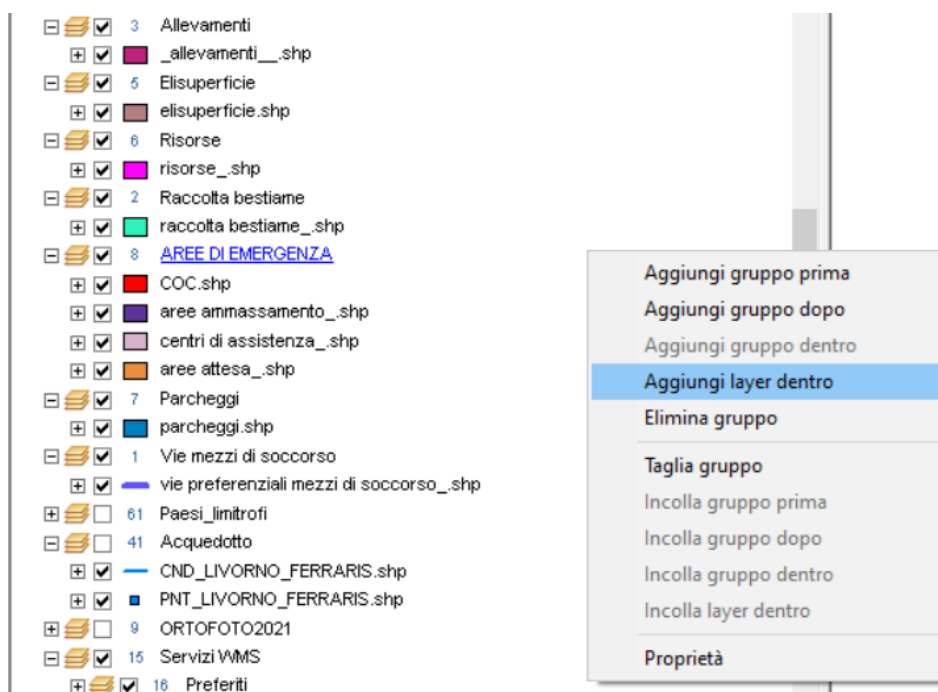 3 Allevamenti
_allevamenti__.shp
5 Elisuperficie
elisuperficie.shp
6 Risorse
risorse_.shp
2 Raccolta bestiame
raccolta bestiame_.shp
8 AREE DI EMERGENZA
COC.shp
aree ammassamento_.shp
centri di assistenza_.shp
aree attesa_.shp
7 Parcheggi
parcheggi.shp
1 Vie mezzi di soccorso
vie preferenziali mezzi di soccorso_.shp
61 Paesi_limitrofi
41 Acquedotto
CND_LIVORNO_FERRARIS.shp
PNT_LIVORNO_FERRARIS.shp
9 ORTOFOTO2021
15 Servizi WMS
16 Preferiti
Aggiungi gruppo prima
Aggiungi gruppo dopo
Aggiungi gruppo dentro
Aggiungi layer dentro
Elimina gruppo
Taglia gruppo
Incolla gruppo prima
Incolla gruppo dopo
Incolla gruppo dentro
Incolla layer dentro
Proprietà